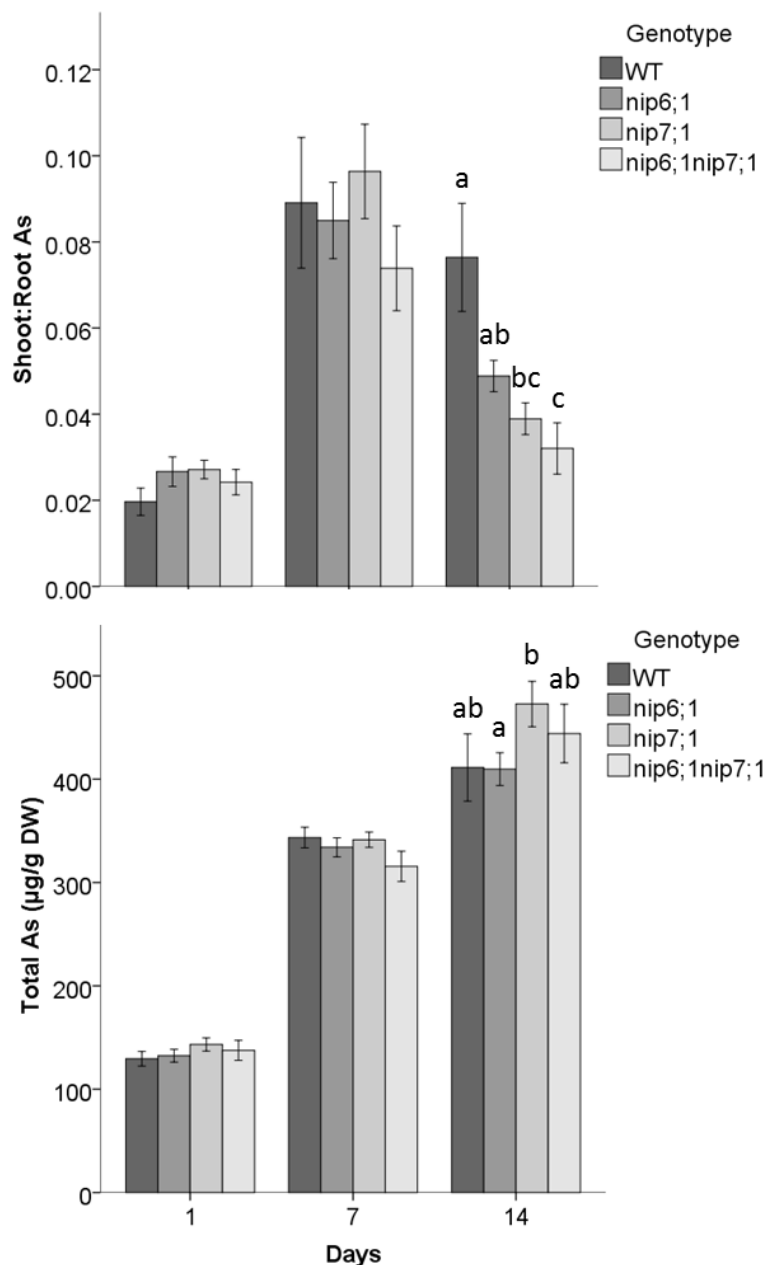 Genotype
WT
nip6;1
nip7;1
nip6;1nip7;1
Shoot:Root As
0.12
0.10
0.08
0.06
0.04
0.02
0.00
a
ab
bc
c
Genotype
WT
nip6;1
nip7;1
nip6;1nip7;1
Total As (µg/g DW)
500
400
300
200
100
0
ab
a
b
ab
1 7 14
Days